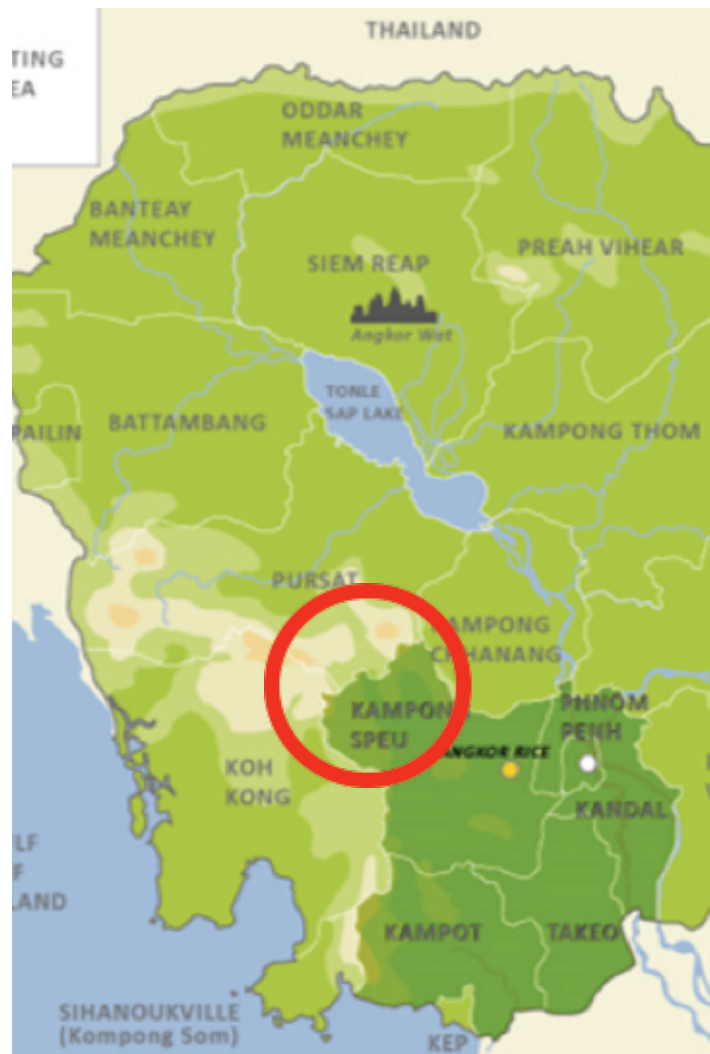 THAILAND
TING
EA
ODDAR
MEANCHEY
BANTEAY
MEANCHEY
PREAH VIHEAR
SIEM REAP
Angkor Wat
TONLE
SAP LAKE
BATTAMBANG
PAILIN
KAMPONG THOM
PURSAT
KAMPONG
CHHANANG
KAMPONG
SPEU
PHNOM
PENH
ANGKOR RICE
KOH
KONG
KANDAL
LF
F
LAND
KAMPOT
TAKEO
SIHANOUKVILLE
(Kompong Som)
KEP